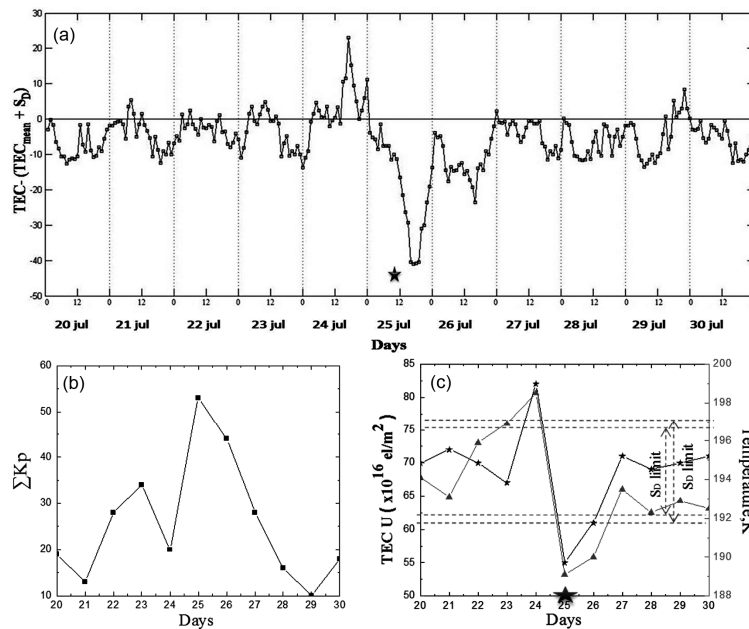 (a)
30
20
10
0
-10
-20
-30
-40
-50
TEC- (TECmean + SD)
0 12 0 12 0 12 0 12 0 12 0 12 0 12 0 12 0 12 0 12 0 12
20 jul 21 jul 22 jul 23 jul 24 jul 25 jul 26 jul 27 jul 28 jul 29 jul 30 jul
Days
(b)
60
50
40
30
20
10
∑Kp
20 21 22 23 24 25 26 27 28 29 30
Days
(c)
85
80
75
70
65
60
55
50
TEC U ( x10^16 el/m^2)
SD limit
SD limit
200
198
196
194
192
190
188
Temperature,K
20 21 22 23 24 25 26 27 28 29 30
Days